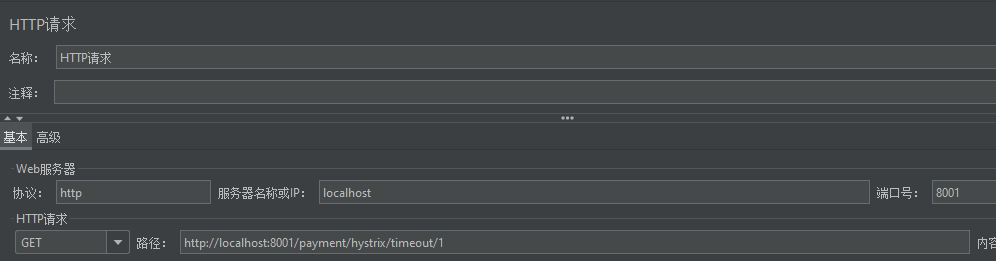 HTTP请求
名称： HTTP请求
注释：
基本 高级
Web服务器
协议： http 服务器名称或IP： localhost 端口号： 8001
HTTP请求
GET 路径： http://localhost:8001/payment/hystrix/timeout/1 内容